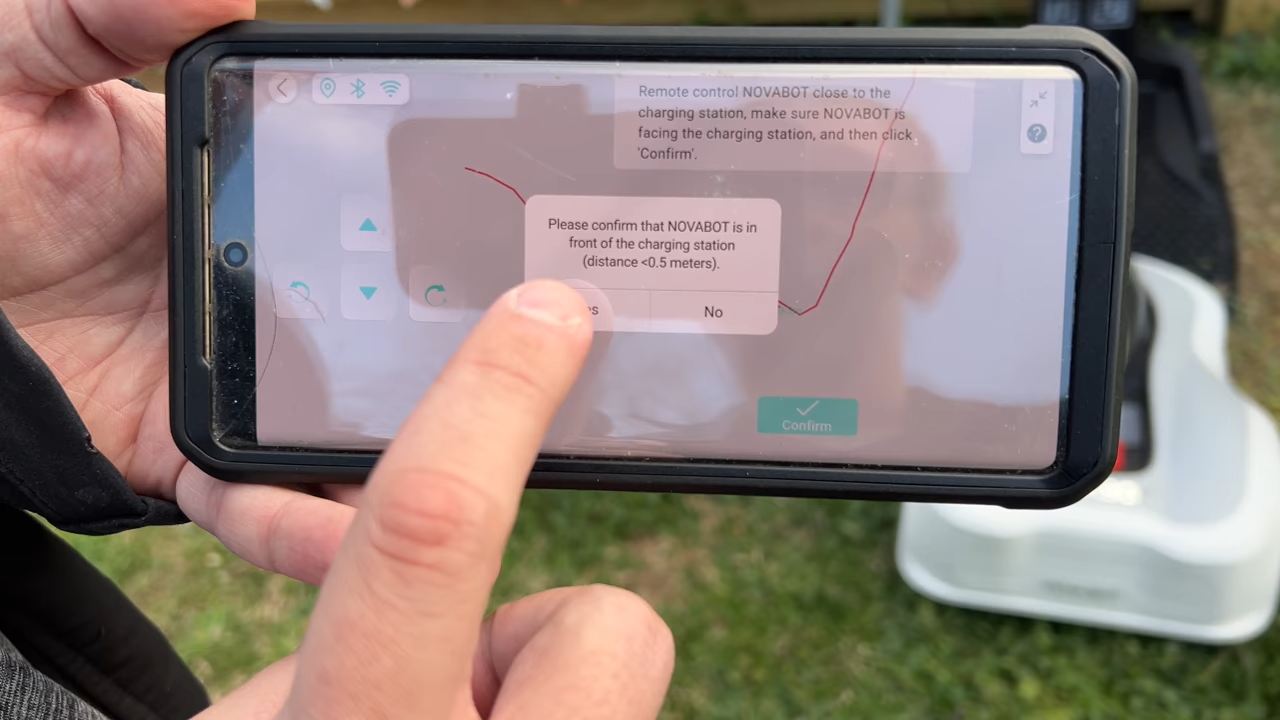 Remote control NOVABOT close to the
charging station, make sure NOVABOT is
facing the charging station, and then click
'Confirm'.
?
Please confirm that NOVABOT is in
front of the charging station
(distance <0.5 meters).
No
Confirm